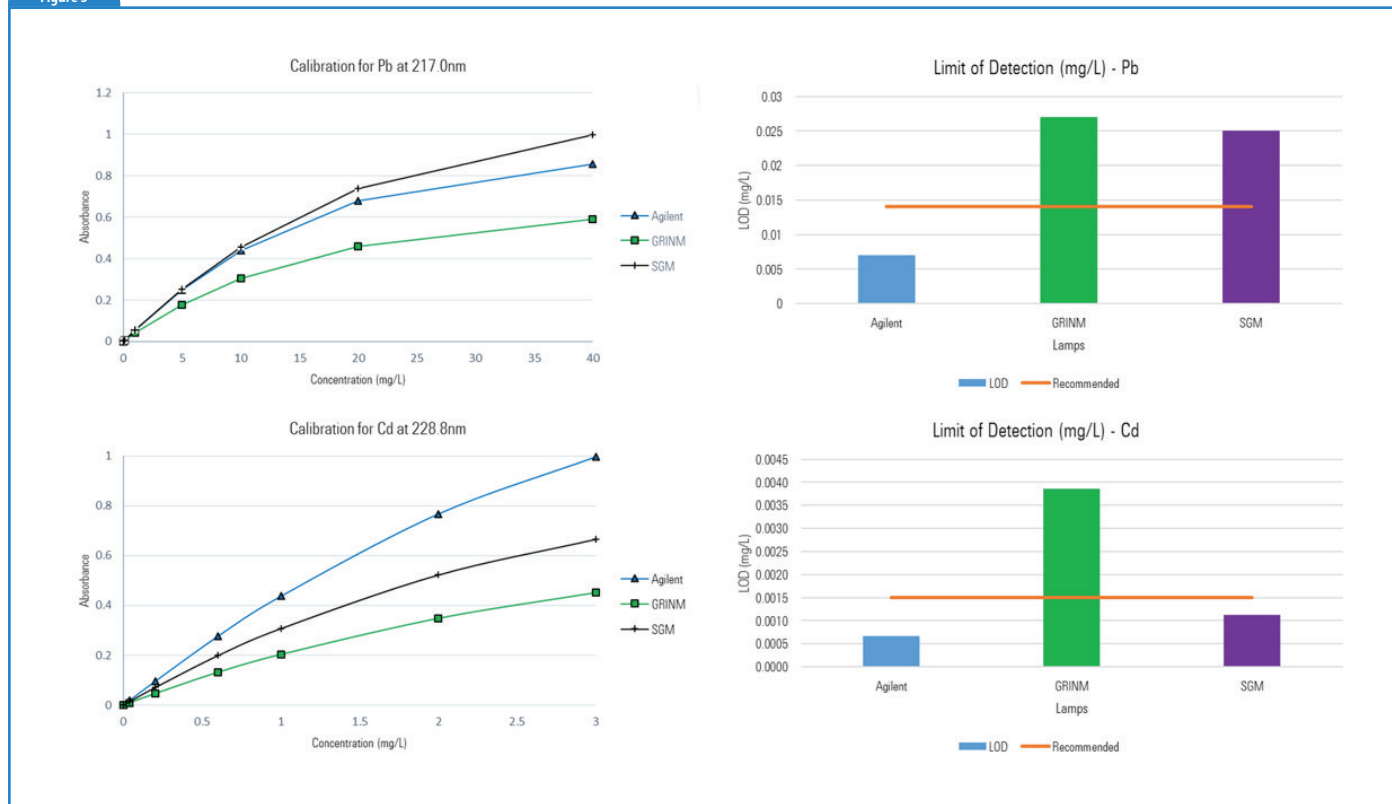 Calibration for Pb at 217.0nm
1.2
1
0.8
0.6
0.4
0.2
0
Absorbance
0 5 10 15 20 25 30 35 40
Concentration (mg/L)
Agilent
GRINM
SGM
Limit of Detection (mg/L) - Pb
0.03
0.025
0.02
0.015
0.01
0.005
0
LOD (mg/L)
Agilent GRINM SGM
Lamps
LOD Recommended
Calibration for Cd at 228.8nm
1
0.8
0.6
0.4
0.2
0
Absorbance
0 0.5 1 1.5 2 2.5 3
Concentration (mg/L)
Agilent
GRINM
SGM
Limit of Detection (mg/L) - Cd
0.0045
0.0040
0.0035
0.0030
0.0025
0.0020
0.0015
0.0010
0.0005
0.0000
LOD (mg/L)
Agilent GRINM SGM
Lamps
LOD Recommended